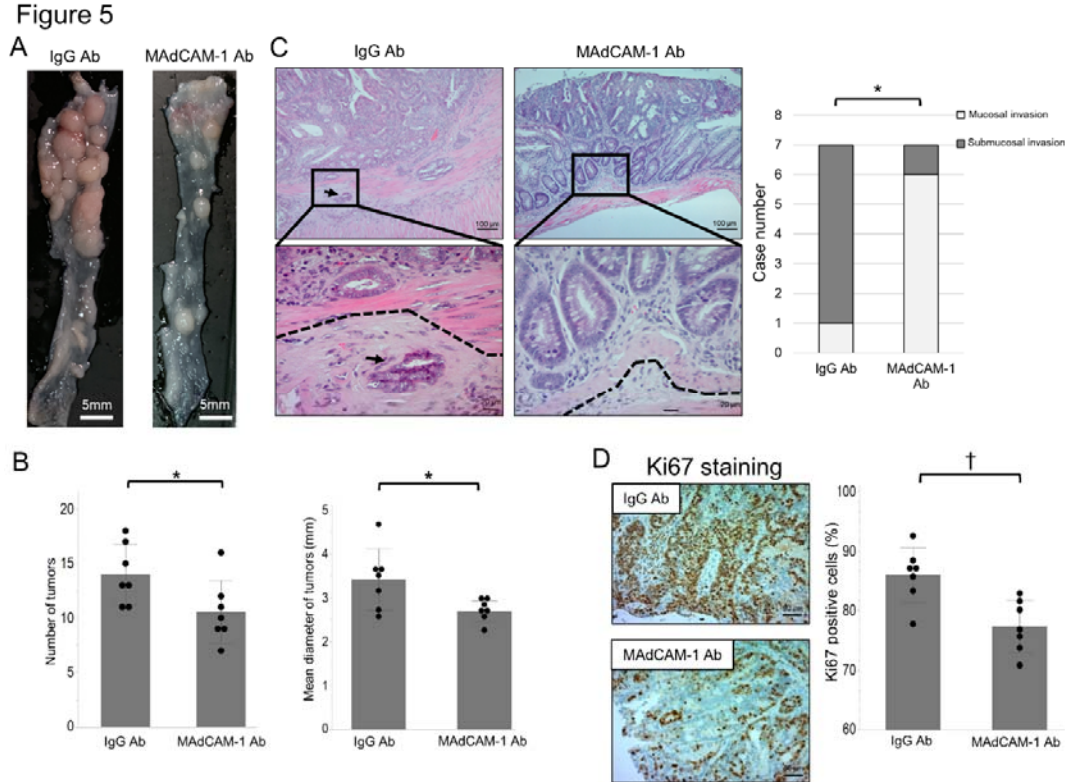 Figure 5
A
IgG Ab
MAdCAM-1 Ab
5mm
5mm
C
IgG Ab
MAdCAM-1 Ab
100 μm
100 μm
20 μm
*
8
7
6
5
4
3
2
1
0
Case number
IgG Ab
MAdCAM-1
Ab
Mucosal invasion
Submucosal invasion
B
*
20
15
10
5
0
Number of tumors
IgG Ab
MAdCAM-1 Ab
*
5
4
3
2
1
0
Mean diameter of tumors (mm)
IgG Ab
MAdCAM-1 Ab
D
Ki67 staining
IgG Ab
MAdCAM-1 Ab
†
100
90
80
70
60
Ki67 positive cells (%)
IgG Ab
MAdCAM-1 Ab